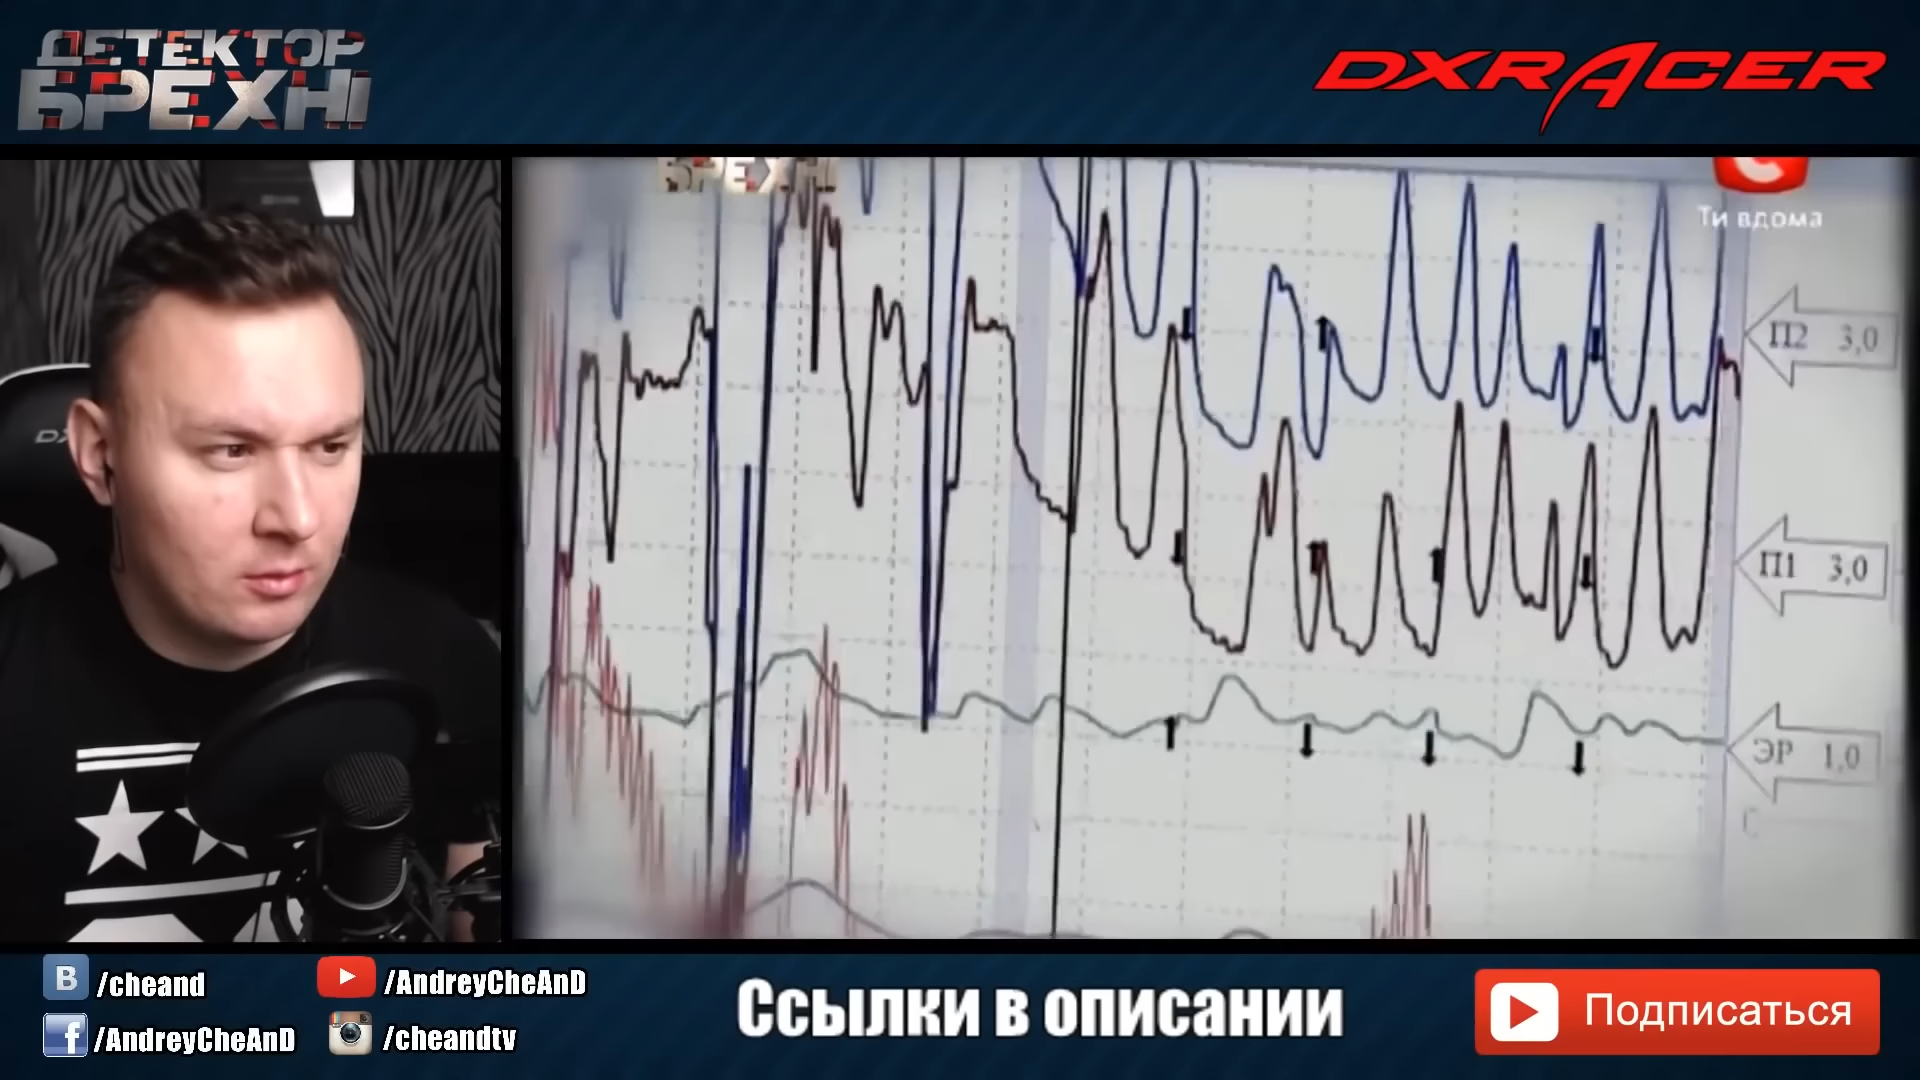 ДЕТЕКТОР
БРЕХНІ
DXRACER
БРЕХНІ
Ти вдома
П2 3,0
П1 3,0
ЭР 1,0
/cheand
/AndreyCheAnD
/AndreyCheAnD
/cheandtv
Ссылки в описании
Подписаться